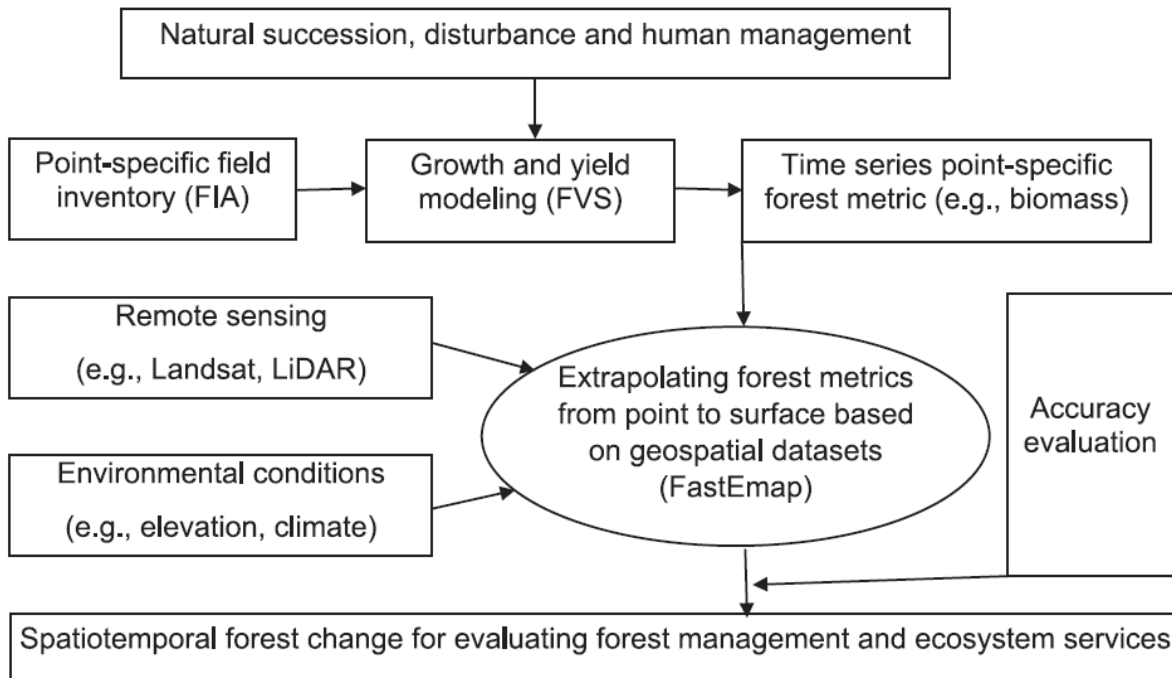 Natural succession, disturbance and human management
Point-specific field
inventory (FIA)
Growth and yield
modeling (FVS)
Time series point-specific
forest metric (e.g., biomass)
Remote sensing
(e.g., Landsat, LiDAR)
Extrapolating forest metrics
from point to surface based
on geospatial datasets
(FastEmap)
Accuracy
evaluation
Environmental conditions
(e.g., elevation, climate)
Spatiotemporal forest change for evaluating forest management and ecosystem services